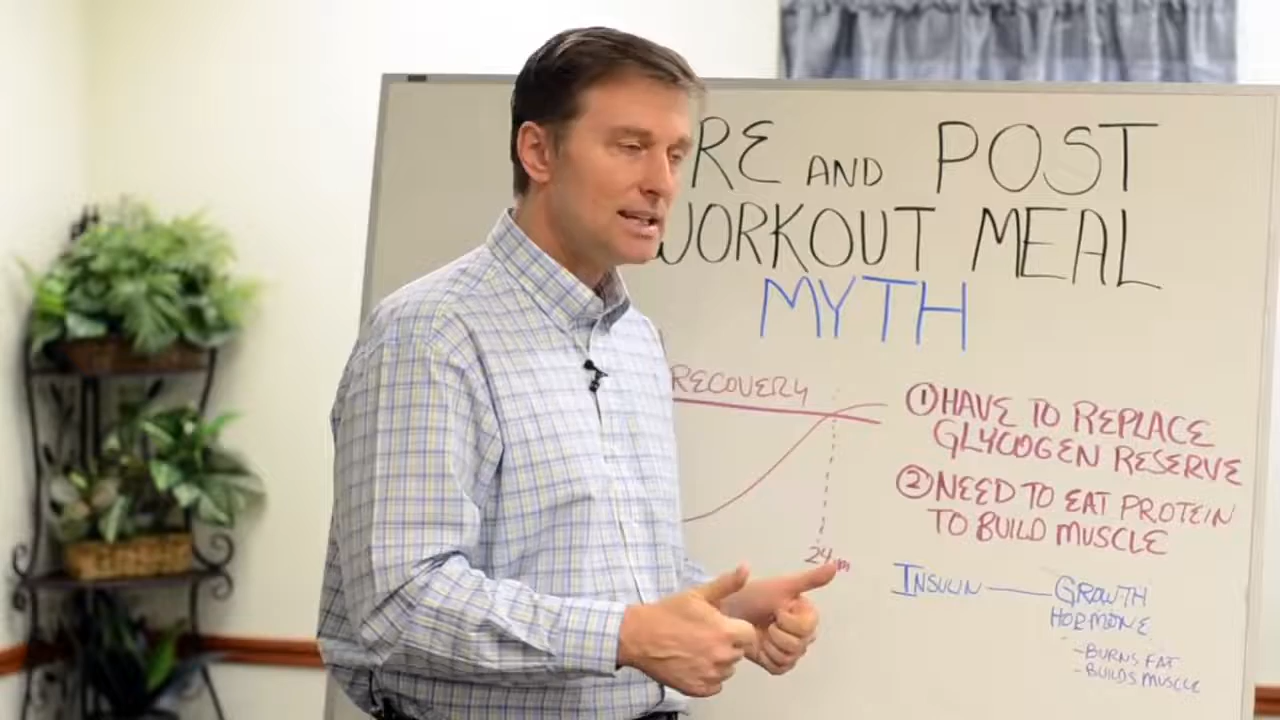 RE AND POST
WORKOUT MEAL
MYTH
RECOVERY
① HAVE TO REPLACE
GLYCOGEN RESERVE
② NEED TO EAT PROTEIN
TO BUILD MUSCLE
24
INSULIN — GROWTH
HORMONE
- BURNS FAT
- BUILDS MUSCLE